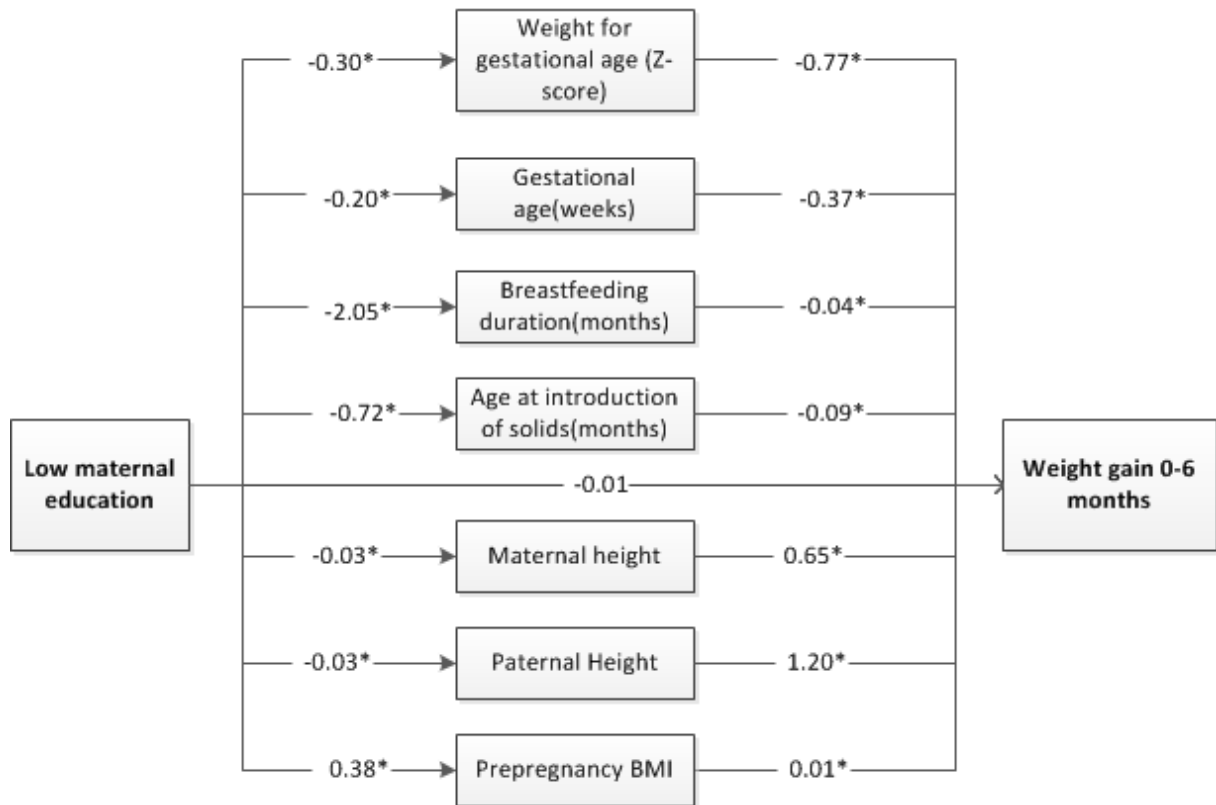 Weight for
-0.30*
gestational age (Z-
-0.77*
score)
Gestational
-0.20*
age(weeks)
-0.37*
Breastfeeding
-2.05*
duration(months)
-0.04*
Age at introduction
-0.72*
of solids(months)
-0.09*
Low maternal
education
-0.01
Weight gain 0-6
months
-0.03*
Maternal height
0.65*
-0.03*
Paternal Height
1.20*
0.38*
Prepregnancy BMI
0.01*